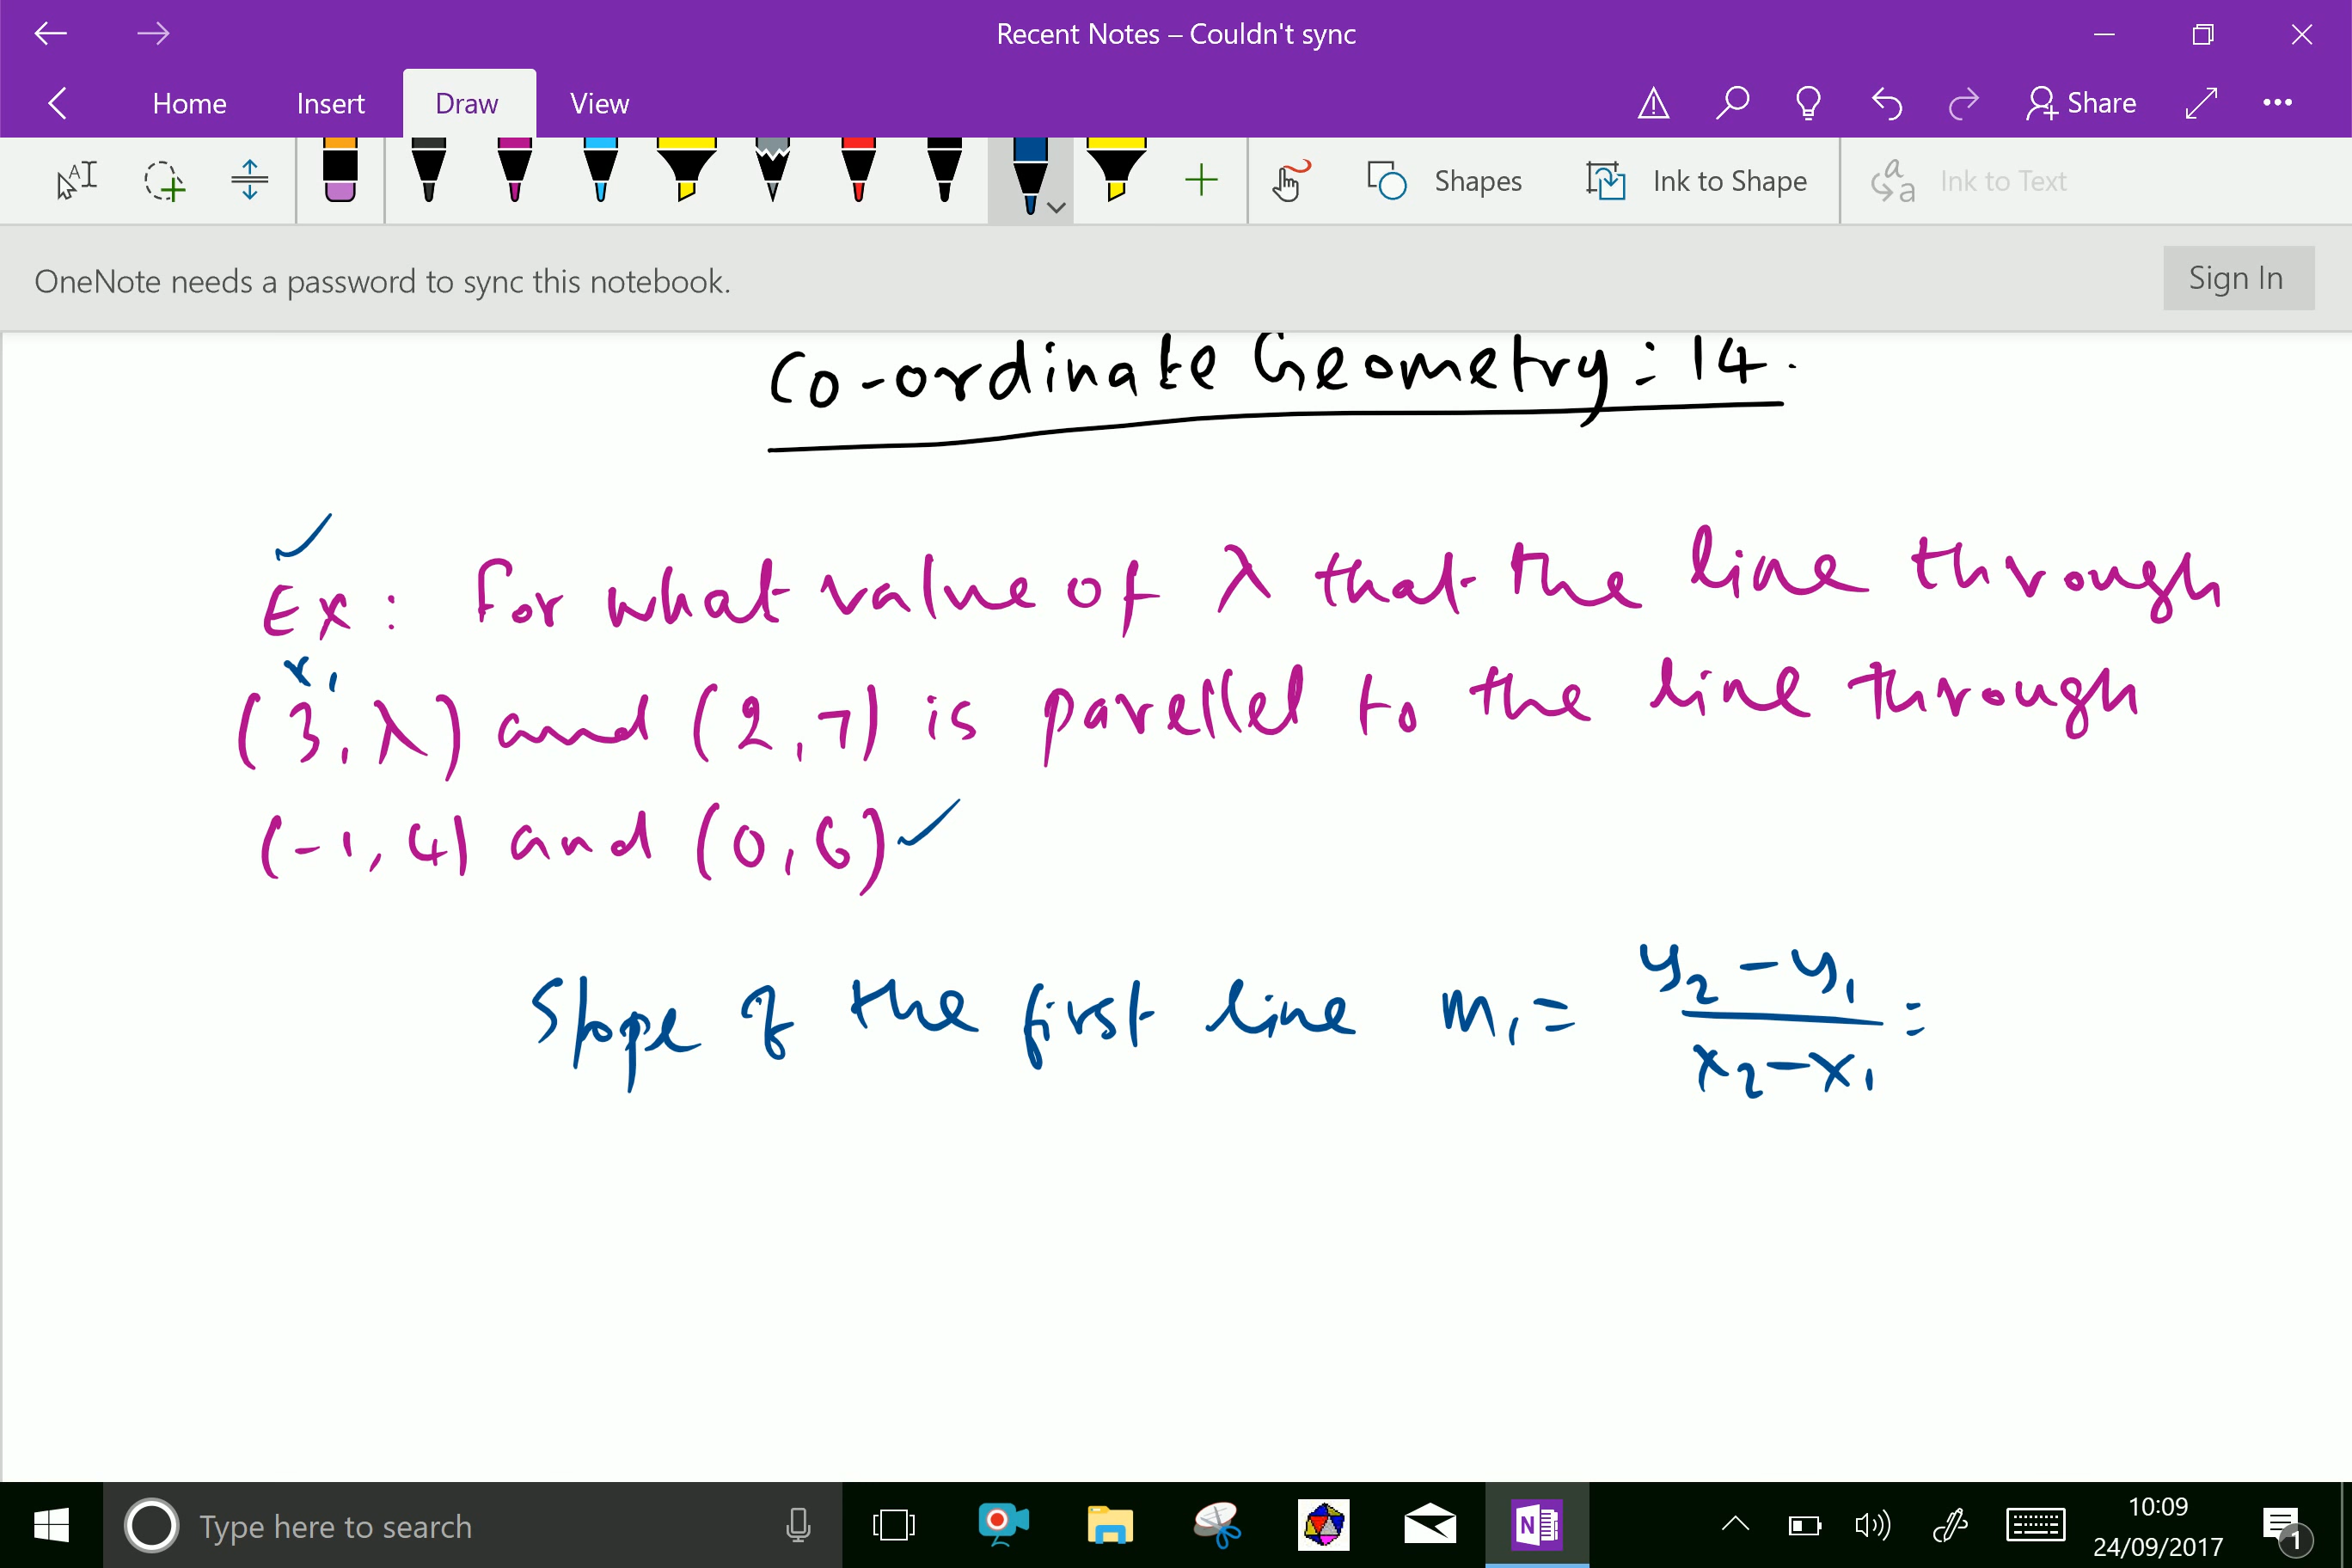 Recent Notes – Couldn't sync
Home Insert Draw View Share
Shapes Ink to Shape Ink to Text
OneNote needs a password to sync this notebook. Sign In
Co-ordinate Geometry: 14.
Ex: for what value of λ that the line through
x₁
(3, λ) and (2, 7) is parellel to the line through
(-1, 4) and (0, 6)
Slope of the first line m₁ = y₂ - y₁ / x₂ - x₁ =
Type here to search
10:09
24/09/2017
1